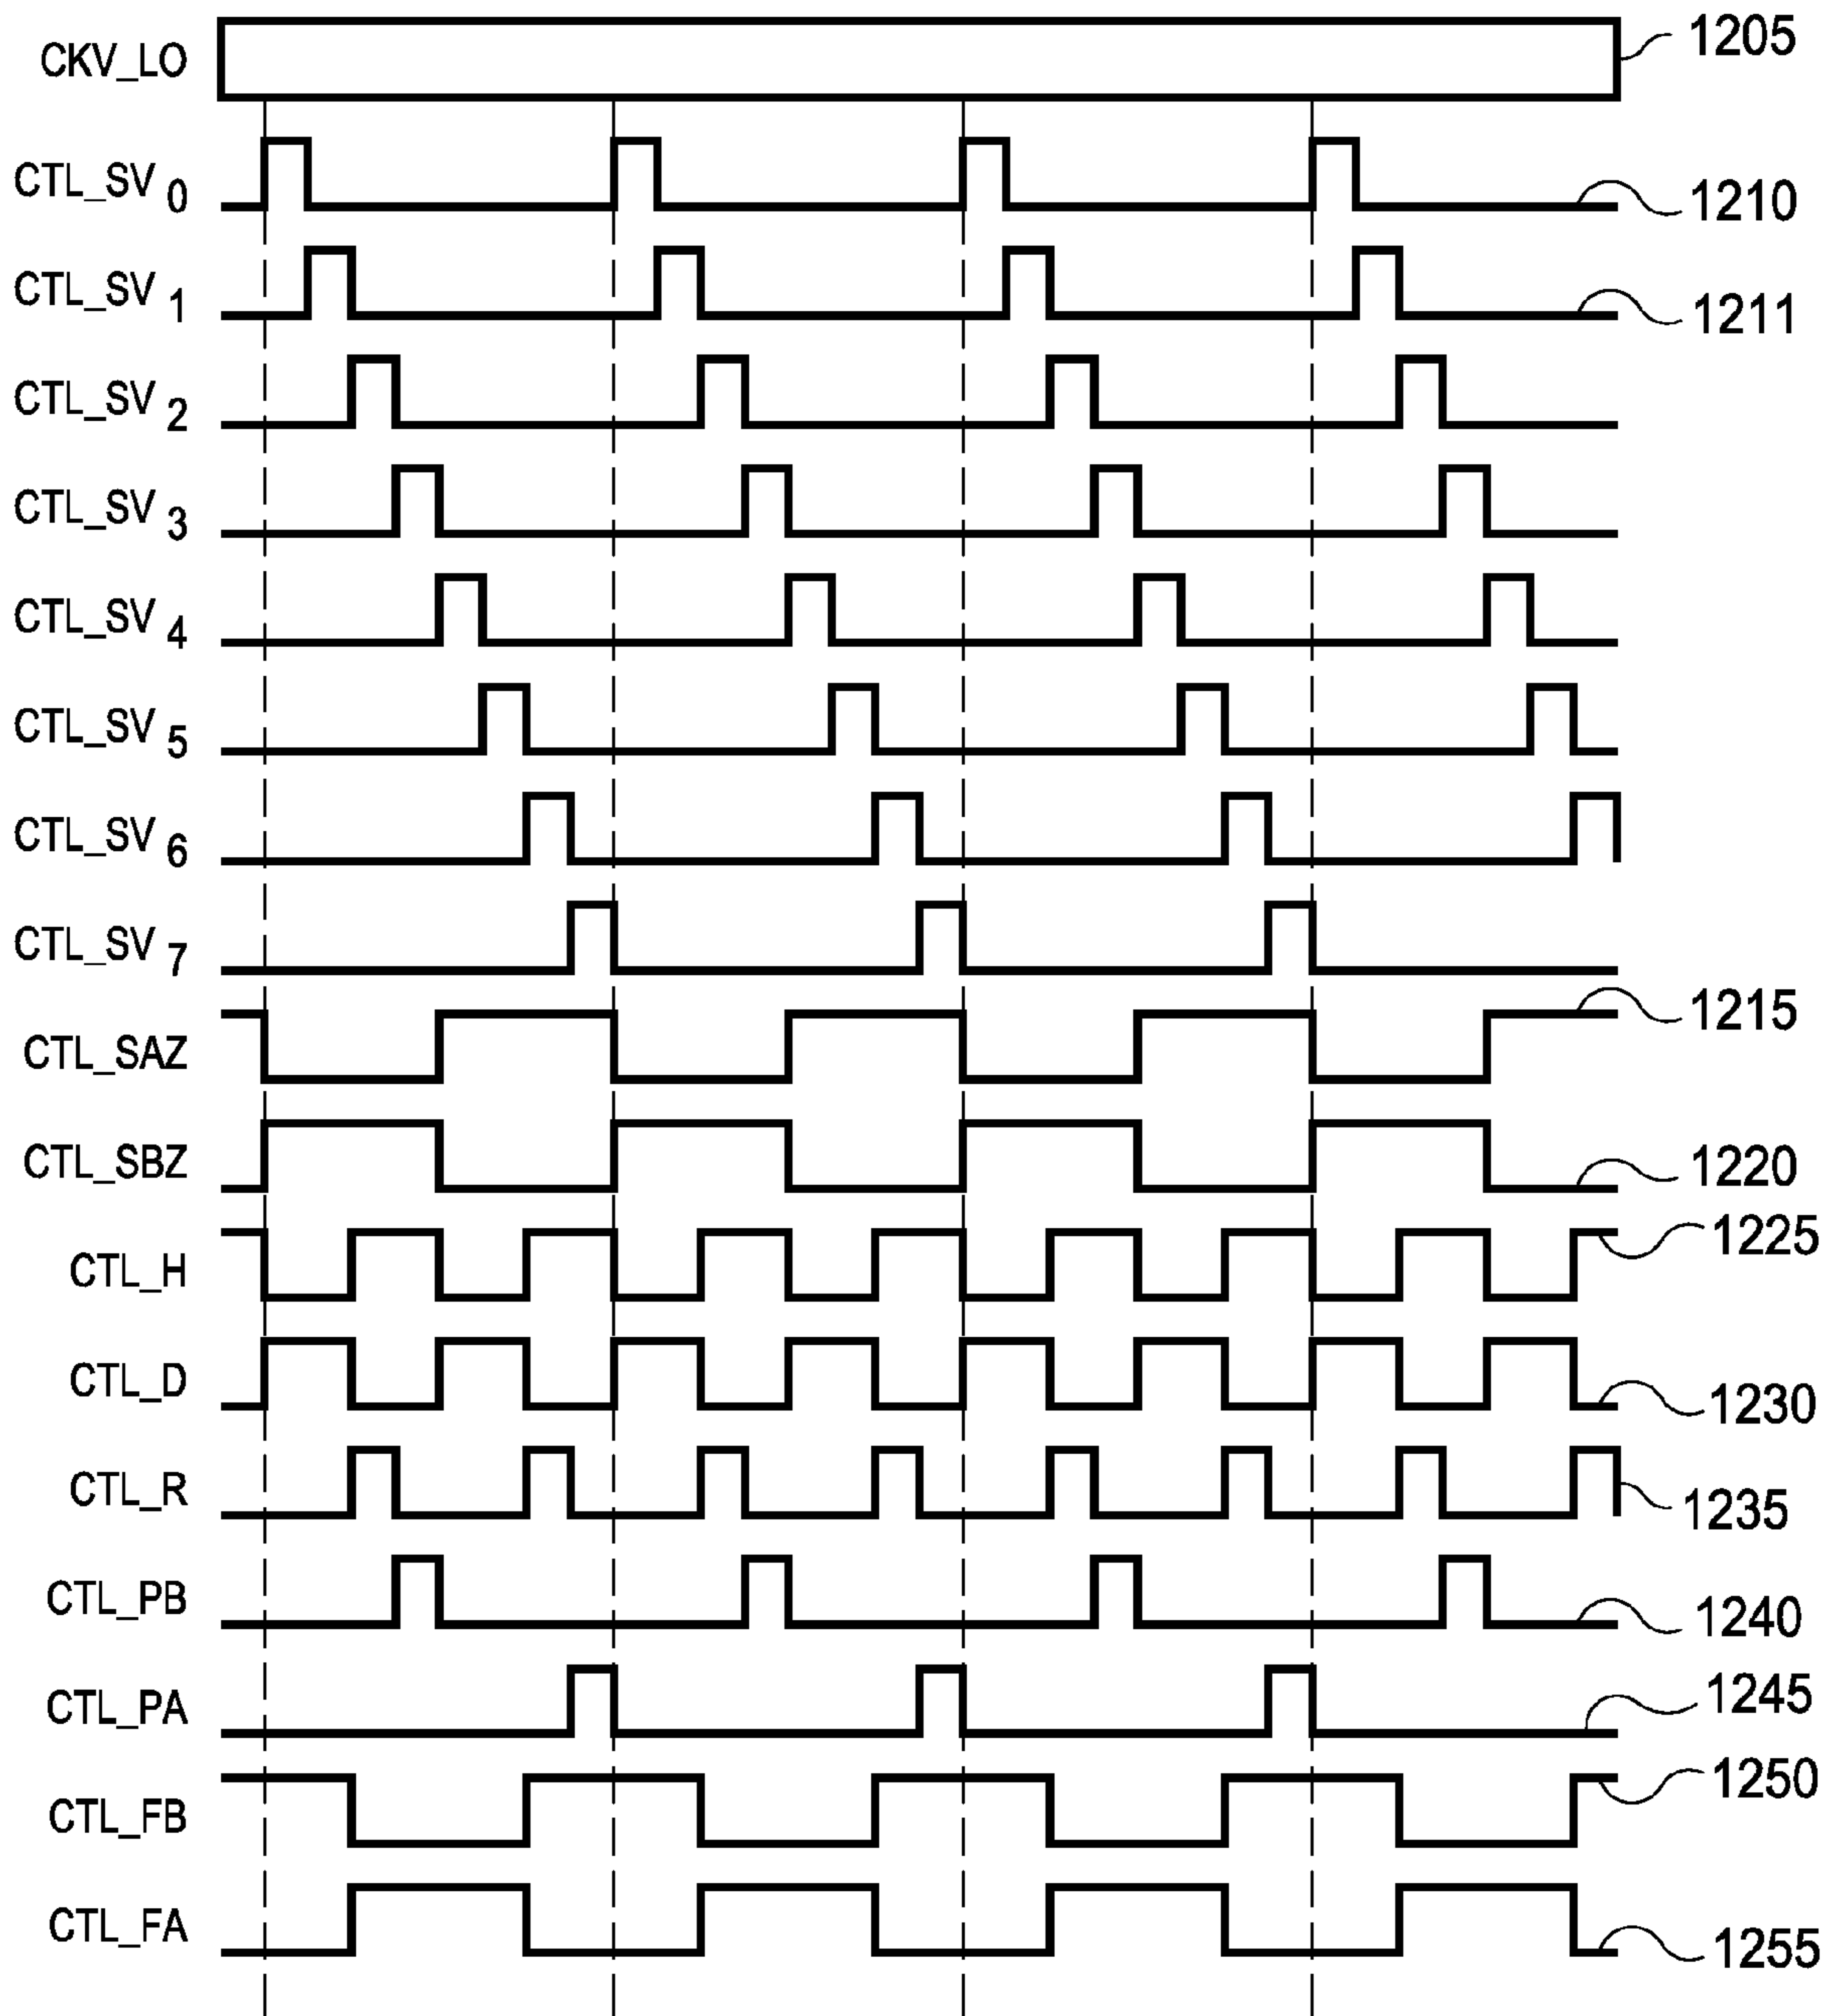 CKV_LO 1205
CTL_SV 0 1210
CTL_SV 1 1211
CTL_SV 2
CTL_SV 3
CTL_SV 4
CTL_SV 5
CTL_SV 6
CTL_SV 7
CTL_SAZ 1215
CTL_SBZ 1220
CTL_H 1225
CTL_D 1230
CTL_R 1235
CTL_PB 1240
CTL_PA 1245
CTL_FB 1250
CTL_FA 1255